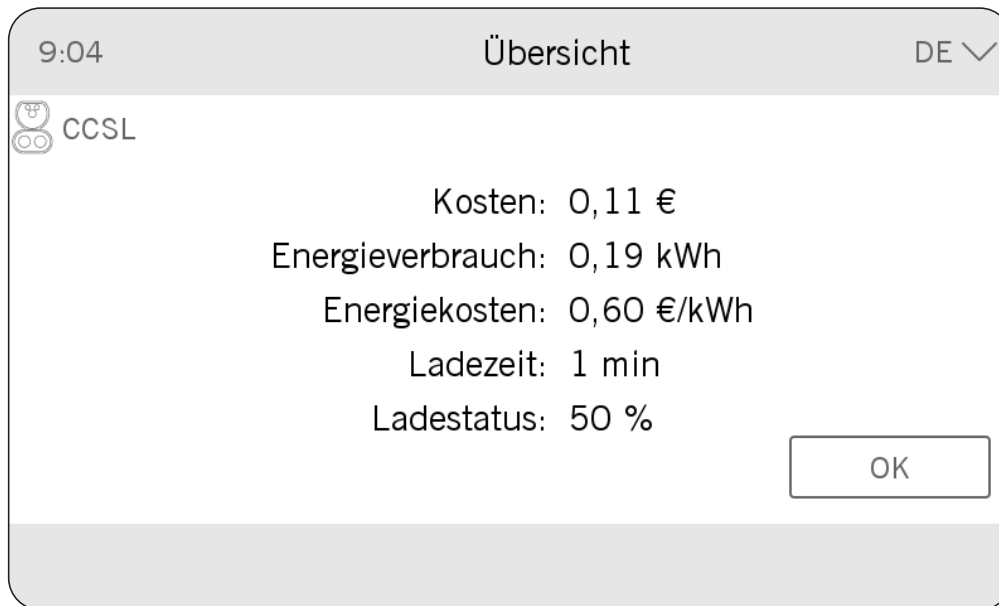 9:04 Übersicht DE
CCSL
Kosten: 0,11 €
Energieverbrauch: 0,19 kWh
Energiekosten: 0,60 €/kWh
Ladezeit: 1 min
Ladestatus: 50 %
OK